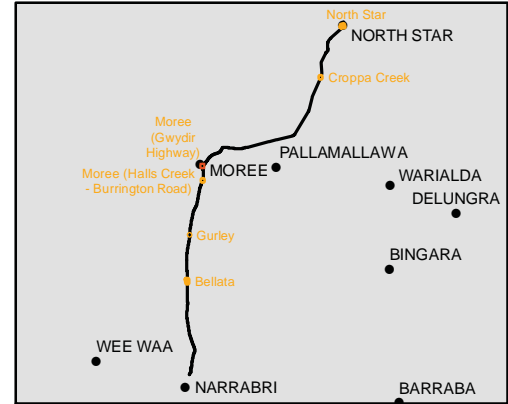 North Star
NORTH STAR
Croppa Creek
Moree
(Gwydir
Highway)
PALLAMALLAWA
MOREE
Moree (Halls Creek
- Burrington Road)
WARIALDA
DELUNGRA
Gurley
BINGARA
Bellata
WEE WAA
NARRABRI
BARRABA